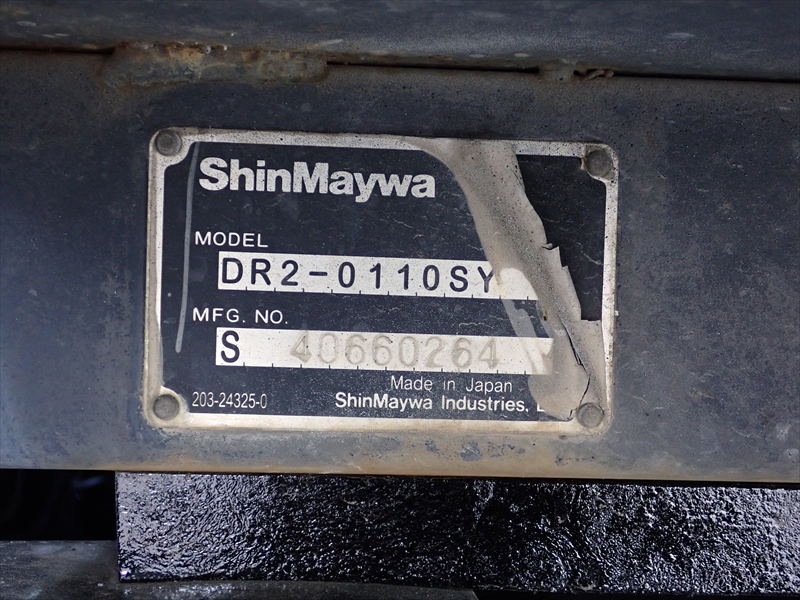 ShinMaywa
MODEL
DR2-0110SY
MFG. NO.
S 40660264
Made in Japan
203-24325-0
ShinMaywa Industries,